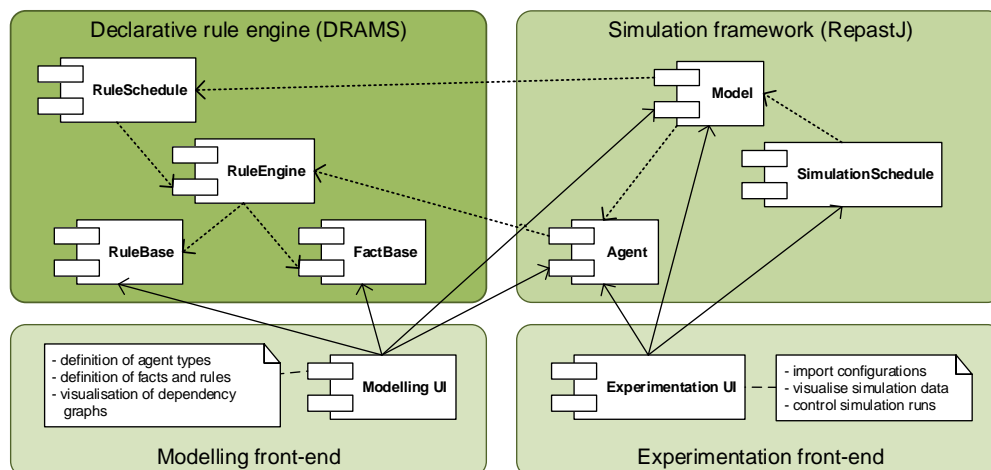 Declarative rule engine (DRAMS)
RuleSchedule
RuleEngine
RuleBase
FactBase
Simulation framework (RepastJ)
Model
SimulationSchedule
Agent
- definition of agent types
- definition of facts and rules
- visualisation of dependency
graphs
Modelling UI
Modelling front-end
Experimentation UI
- import configurations
- visualise simulation data
- control simulation runs
Experimentation front-end